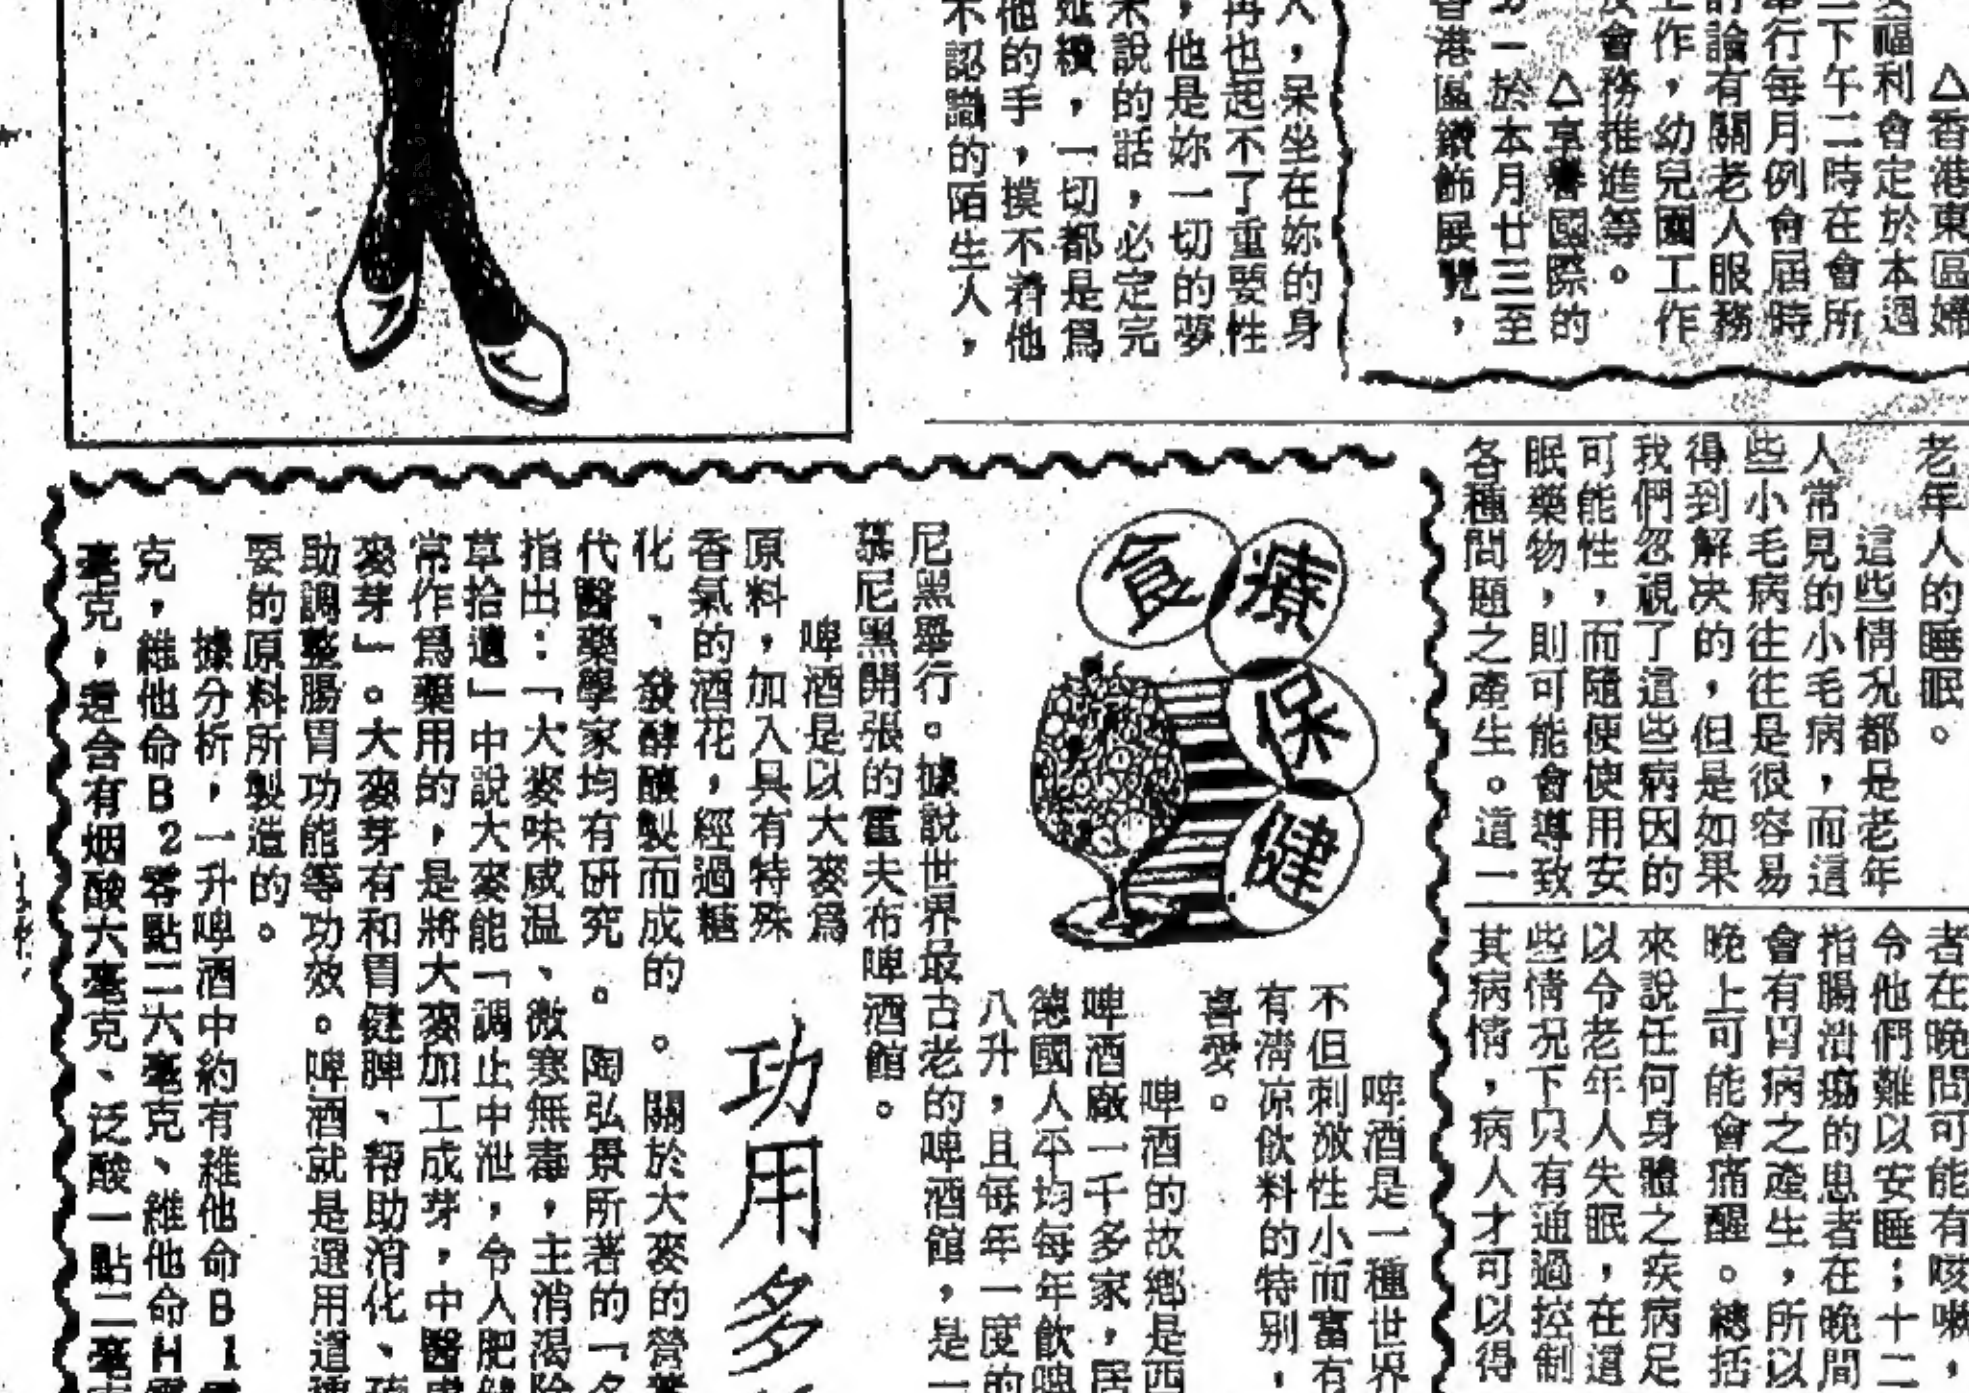 △香港東區婦
福利會定於本週
二下午二時在會所
舉行每月例會屆時
討論有關老人服務
工作，幼兒園工作
及會務推進等。
△享譽國際的
一於本月廿三至
香港區鑽飾展覽，
人，呆坐在妳的身
再也起不了重要性
，他是妳一切的夢
未說的話，必定完
延續，一切都是爲
他的手，摸不着他
不認識的陌生人，
老年人的睡眠。
這些情況都是老年
人常見的小毛病，而這
些小毛病往往是很容易
得到解決的，但是如果
我們忽視了這些病因的
可能性，而隨便使用安
眠藥物，則可能會導致
各種問題之產生。這一
者在晚間可能有咳嗽，
令他們難以安睡；十二
指腸潰瘍的患者在晚間
會有胃病之產生，所以
晚上可能會痛醒。總括
來說任何身體之疾病足
以令老年人失眠，在這
些情況下只有通過控制
其病情，病人才可以得
食療保健
功用多
啤酒是一種世界
不但刺激性小而富有
有清涼飲料的特別，
喜愛。
啤酒的故鄉是西
啤酒廠一千多家，居
德國人平均每年飲啤
八升，且每年一度的
尼黑舉行。據說世界最古老的啤酒館，是一
慕尼黑開張的霍夫布啤酒館。
啤酒是以大麥爲
原料，加入具有特殊
香氣的酒花，經過糖
化、發酵釀製而成的。關於大麥的營養
代醫藥學家均有研究。陶弘景所著的「名
指出：「大麥味咸温、微寒無毒，主消渴除
草拾遺」中說大麥能「調止中泄，令人肥健
常作爲藥用的，是將大麥加工成芽，中醫處
麥芽」。大麥芽有和胃健脾、帮助消化、
助調整腸胃功能等功效。啤酒就是選用這種
要的原料所製造的。
據分析，一升啤酒中約有維他命B1零
克，維他命B2零點二六毫克、維他命H零
毫克，還含有烟酸六毫克、泛酸一點二毫克